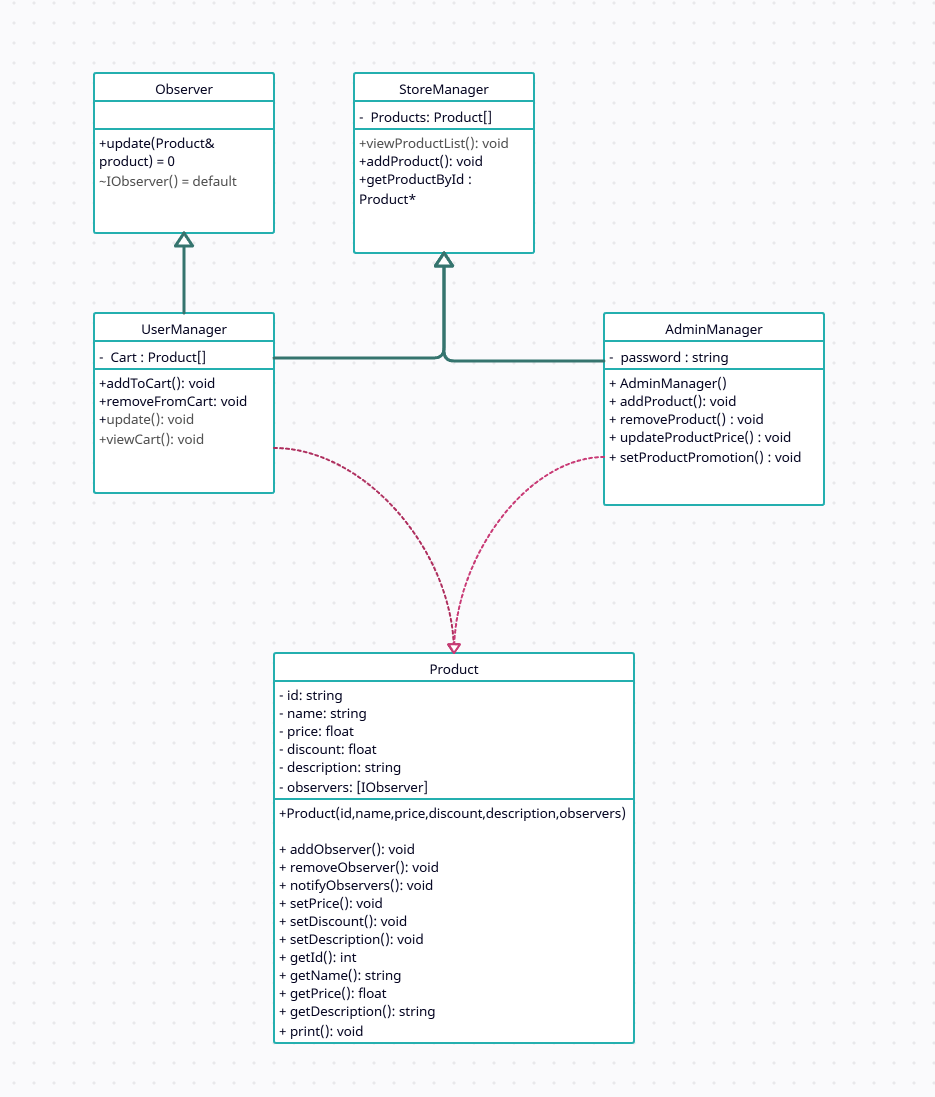 Observer
+update(Product&
product) = 0
~IObserver() = default
StoreManager
- Products: Product[]
+viewProductList(): void
+addProduct(): void
+getProductById :
Product*
UserManager
- Cart : Product[]
+addToCart(): void
+removeFromCart: void
+update(): void
+viewCart(): void
AdminManager
- password : string
+ AdminManager()
+ addProduct(): void
+ removeProduct() : void
+ updateProductPrice() : void
+ setProductPromotion() : void
Product
- id: string
- name: string
- price: float
- discount: float
- description: string
- observers: [IObserver]
+Product(id,name,price,discount,description,observers)
+ addObserver(): void
+ removeObserver(): void
+ notifyObservers(): void
+ setPrice(): void
+ setDiscount(): void
+ setDescription(): void
+ getId(): int
+ getName(): string
+ getPrice(): float
+ getDescription(): string
+ print(): void